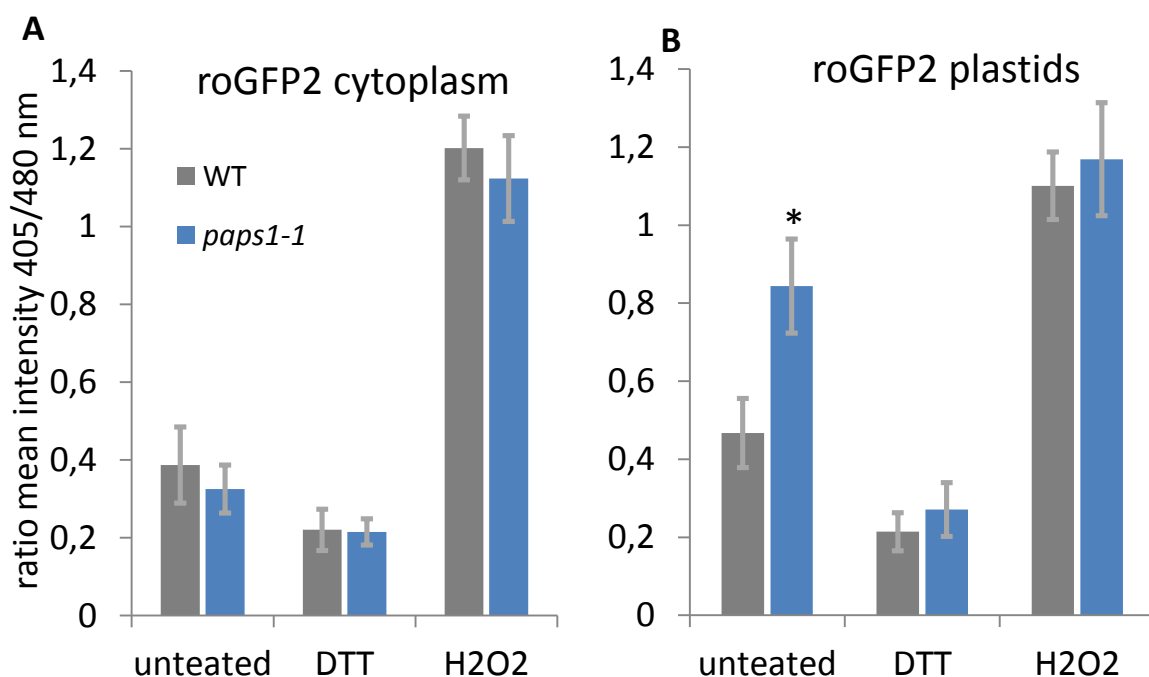 A
roGFP2 cytoplasm
ratio mean intensity 405/480 nm
1,4
1,2
1
0,8
0,6
0,4
0,2
0
WT
paps1-1
unteated DTT H2O2
B
roGFP2 plastids
1,4
1,2
1
0,8
0,6
0,4
0,2
0
*
untreated DTT H2O2